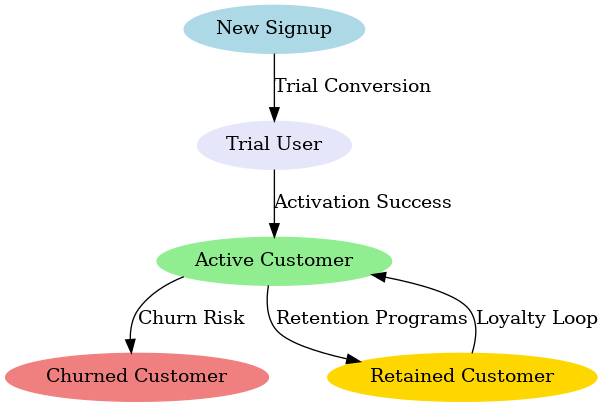 New Signup
Trial Conversion
Trial User
Activation Success
Active Customer
Churn Risk
Retention Programs
Loyalty Loop
Churned Customer
Retained Customer